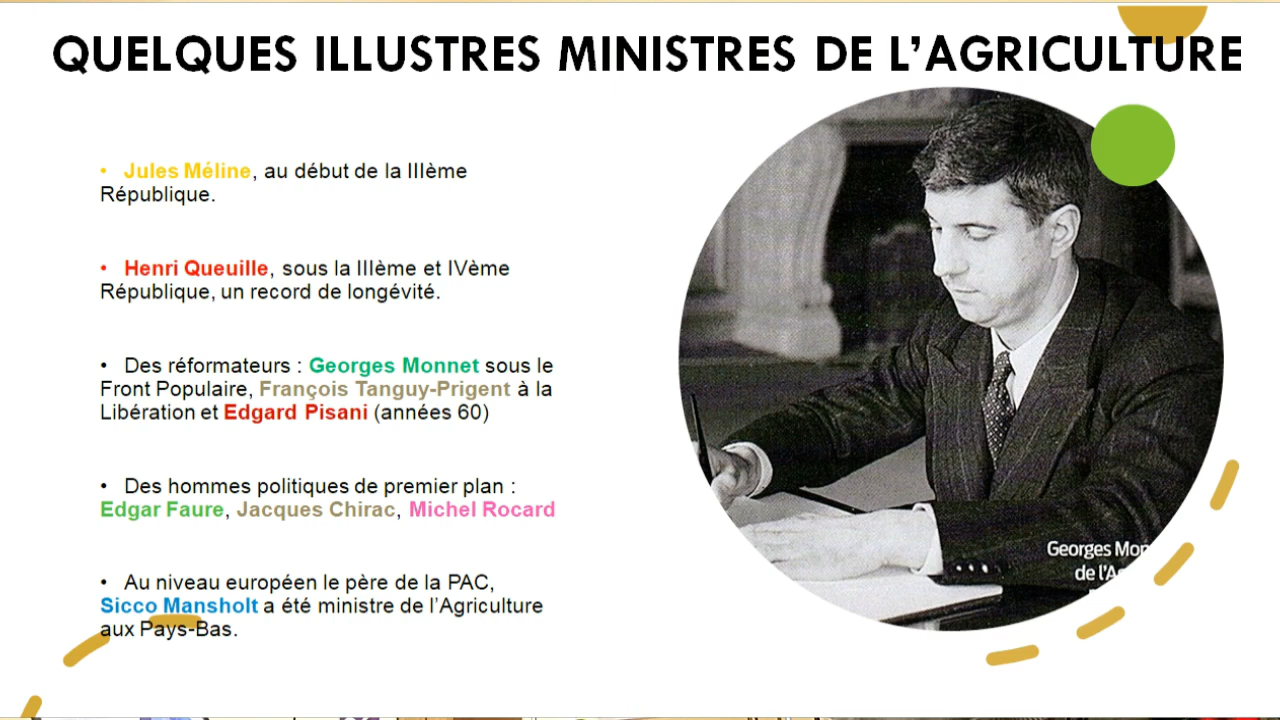 QUELQUES ILLUSTRES MINISTRES DE L’AGRICULTURE
• Jules Méline, au début de la IIIème
République.
• Henri Queuille, sous la IIIème et IVème
République, un record de longévité.
• Des réformateurs : Georges Monnet sous le
Front Populaire, François Tanguy-Prigent à la
Libération et Edgard Pisani (années 60)
• Des hommes politiques de premier plan :
Edgar Faure, Jacques Chirac, Michel Rocard
• Au niveau européen le père de la PAC,
Sicco Mansholt a été ministre de l’Agriculture
aux Pays-Bas.
Georges
de